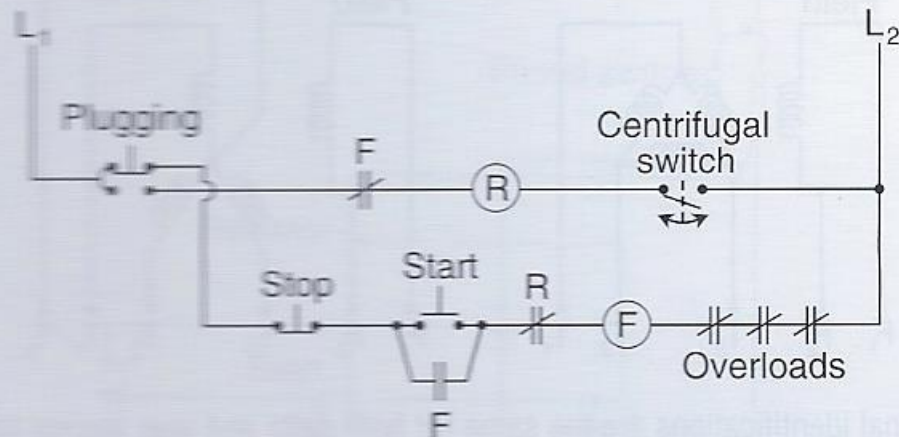 L1 L2
Plugging
Centrifugal
switch
F
R
Stop
Start
R
F
Overloads
F